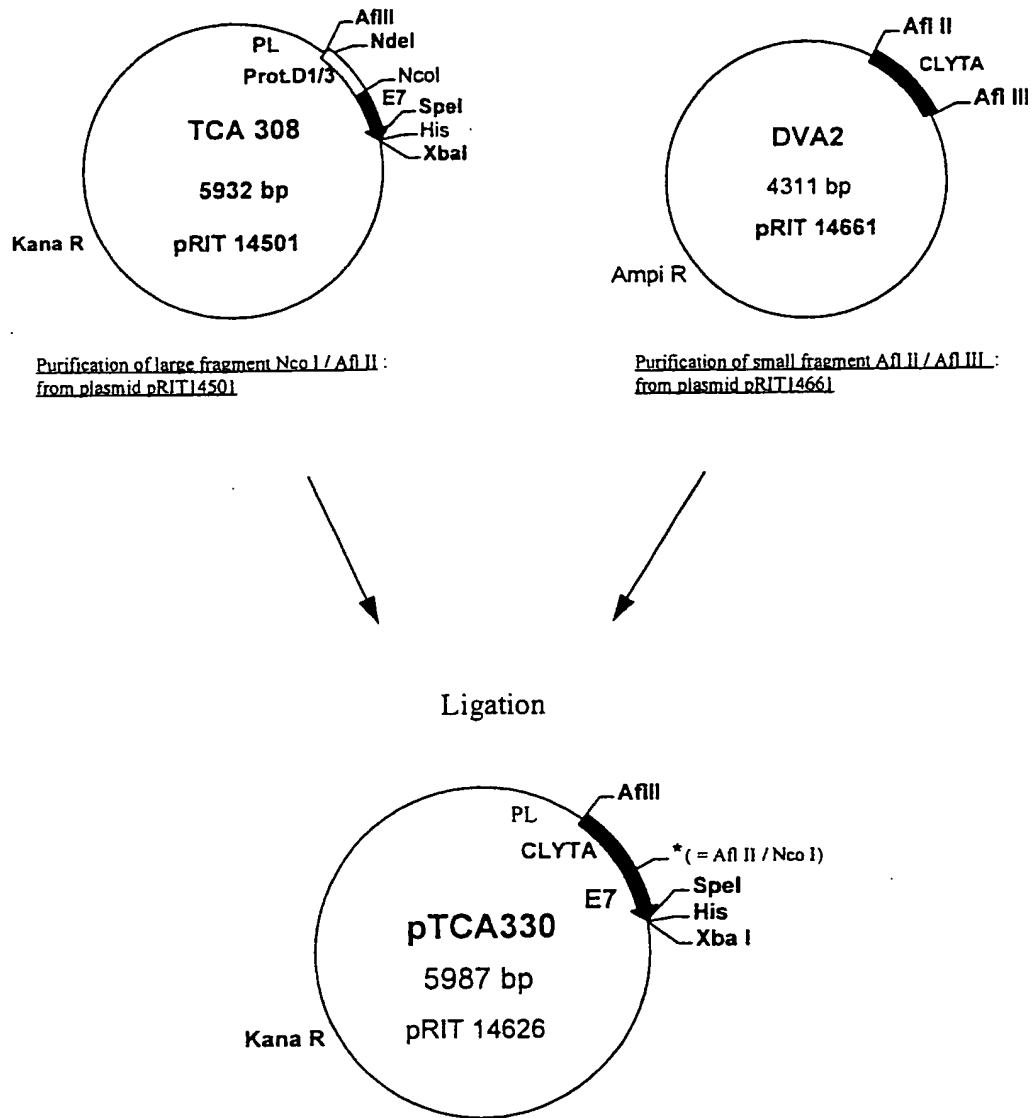 AflII
NdeI
PL
Prot.D1/3
NcoI
E7
SpeI
His
XbaI
TCA 308
5932 bp
pRIT 14501
Kana R
Afl II
CLYTA
Afl III
DVA2
4311 bp
pRIT 14661
Ampi R
Purification of large fragment Nco I / Afl II :
from plasmid pRIT14501
Purification of small fragment Afl II / Afl III :
from plasmid pRIT14661
Ligation
AflII
PL
CLYTA
*( = Afl II / Nco I)
E7
SpeI
His
Xba I
pTCA330
5987 bp
pRIT 14626
Kana R